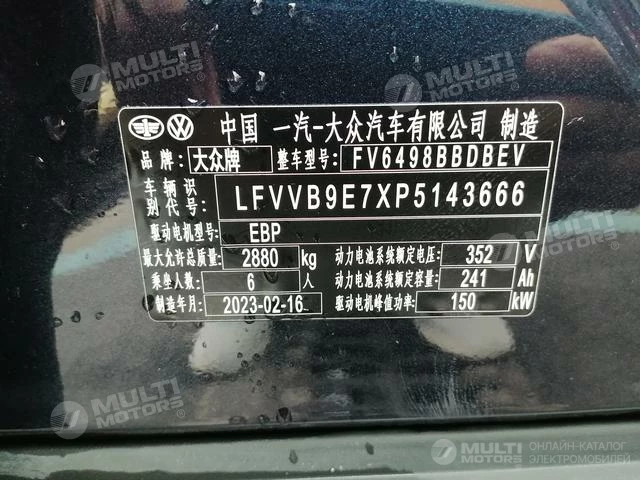 中国 一汽-大众汽车有限公司 制造
品牌: 大众牌 整车型号: FV6498BBDBEV
车辆识别代号: LFVVB9E7XP5143666
驱动电机型号: EBP
最大允许总质量: 2880 kg 动力电池系统额定电压: 352 V
乘坐人数: 6 人 动力电池系统额定容量: 241 Ah
制造年月: 2023-02-16 驱动电机峰值功率: 150 kW
MULTI MOTORS
MULTI MOTORS
MULTI MOTORS
MULTI MOTORS
MULTI MOTORS ОНЛАЙН-КАТАЛОГ ЭЛЕКТРОМОБИЛЕЙ